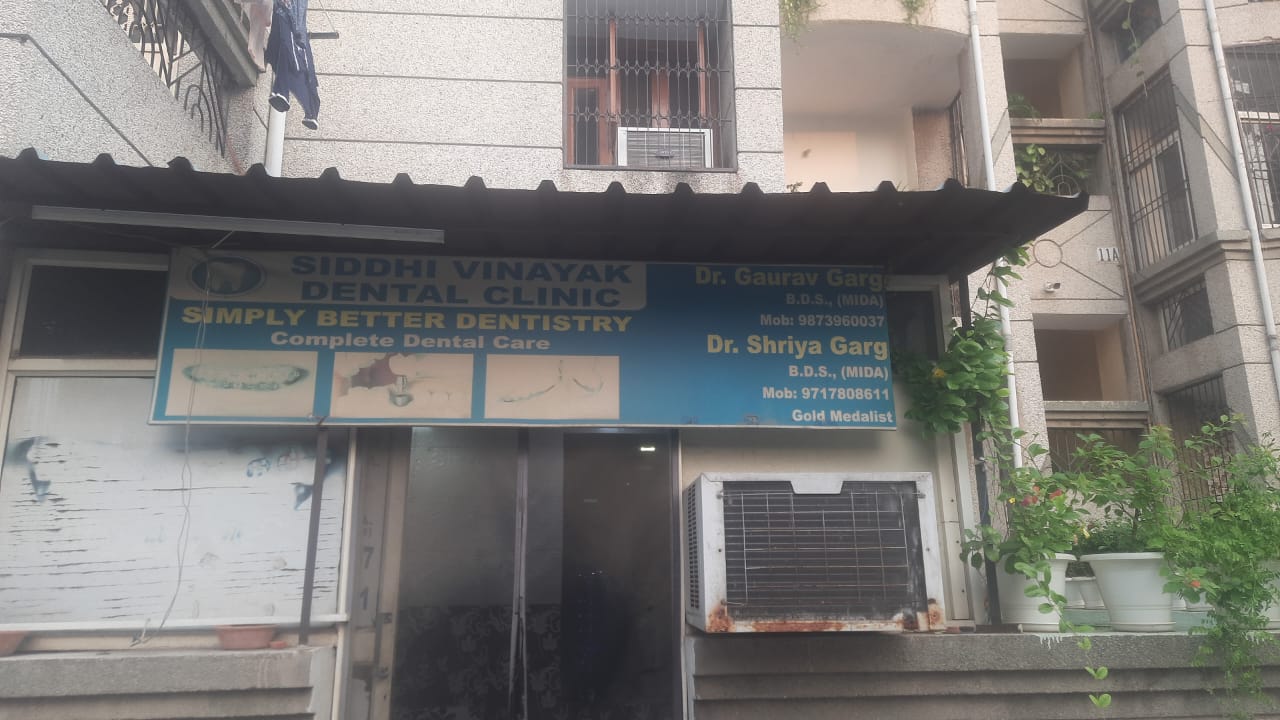 SIDDHI VINAYAK
DENTAL CLINIC
SIMPLY BETTER DENTISTRY
Complete Dental Care
Dr. Gaurav Garg
B.D.S., (MIDA)
Mob: 9873960037
Dr. Shriya Garg
B.D.S., (MIDA)
Mob: 9717808611
Gold Medalist
11A